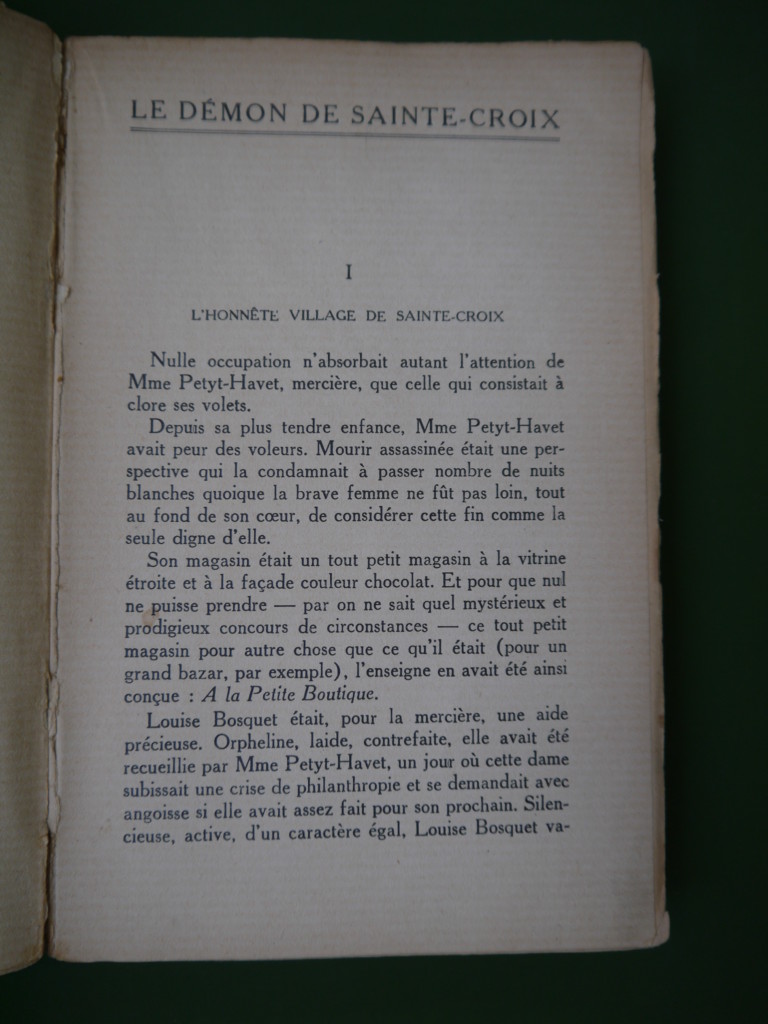 LE DÉMON DE SAINTE-CROIX
I
L'HONNÊTE VILLAGE DE SAINTE-CROIX
Nulle occupation n'absorbait autant l'attention de
Mme Petyt-Havet, mercière, que celle qui consistait à
clore ses volets.
Depuis sa plus tendre enfance, Mme Petyt-Havet
avait peur des voleurs. Mourir assassinée était une per-
spective qui la condamnait à passer nombre de nuits
blanches quoique la brave femme ne fût pas loin, tout
au fond de son cœur, de considérer cette fin comme la
seule digne d'elle.
Son magasin était un tout petit magasin à la vitrine
étroite et à la façade couleur chocolat. Et pour que nul
ne puisse prendre — par on ne sait quel mystérieux et
prodigieux concours de circonstances — ce tout petit
magasin pour autre chose que ce qu'il était (pour un
grand bazar, par exemple), l'enseigne en avait été ainsi
conçue : A la Petite Boutique.
Louise Bosquet était, pour la mercière, une aide
précieuse. Orpheline, laide, contrefaite, elle avait été
recueillie par Mme Petyt-Havet, un jour où cette dame
subissait une crise de philanthropie et se demandait avec
angoisse si elle avait assez fait pour son prochain. Silen-
cieuse, active, d'un caractère égal, Louise Bosquet va-